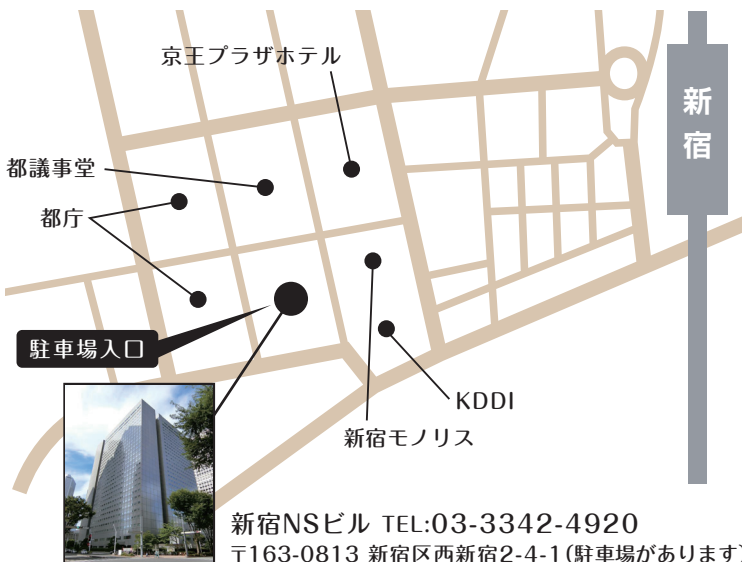 京王プラザホテル
新宿
都議事堂
都庁
駐車場入口
KDDI
新宿モノリス
新宿NSビル TEL:03-3342-4920
〒163-0813 新宿区西新宿2-4-1(駐車場があります)